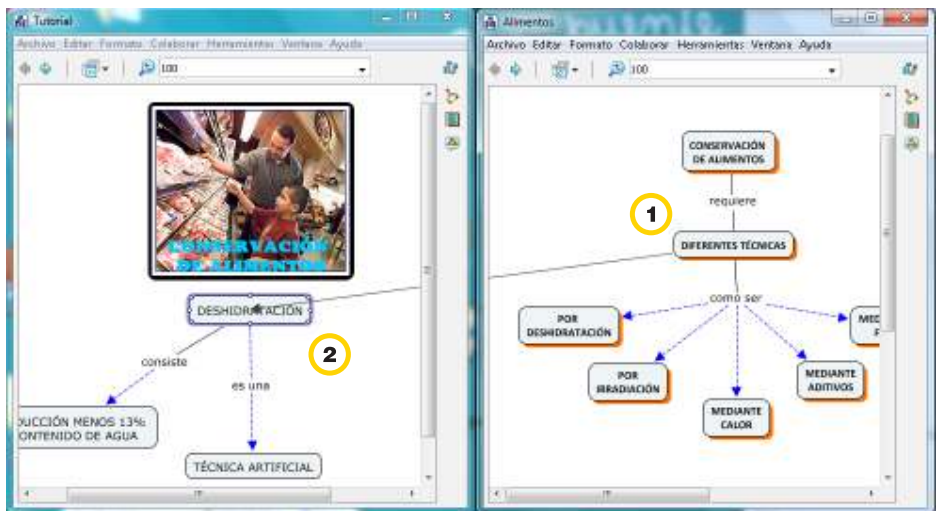 Tutorial
Archivo Editar Formato Colaborar Herramientas Ventana Ayuda
100
CONSERVACIÓN
DE ALIMENTOS
DESHIDRATACIÓN
2
consiste
es una
DUCCIÓN MENOS 13%
ONTENIDO DE AGUA
TÉCNICA ARTIFICIAL
Alimentos
Archivo Editar Formato Colaborar Herramientas Ventana Ayuda
100
CONSERVACIÓN
DE ALIMENTOS
requiere
1
DIFERENTES TÉCNICAS
como ser
POR
DESHIDRATACIÓN
POR
IRRADIACIÓN
MEDIANTE
CALOR
MEDIANTE
ADITIVOS
MED
F